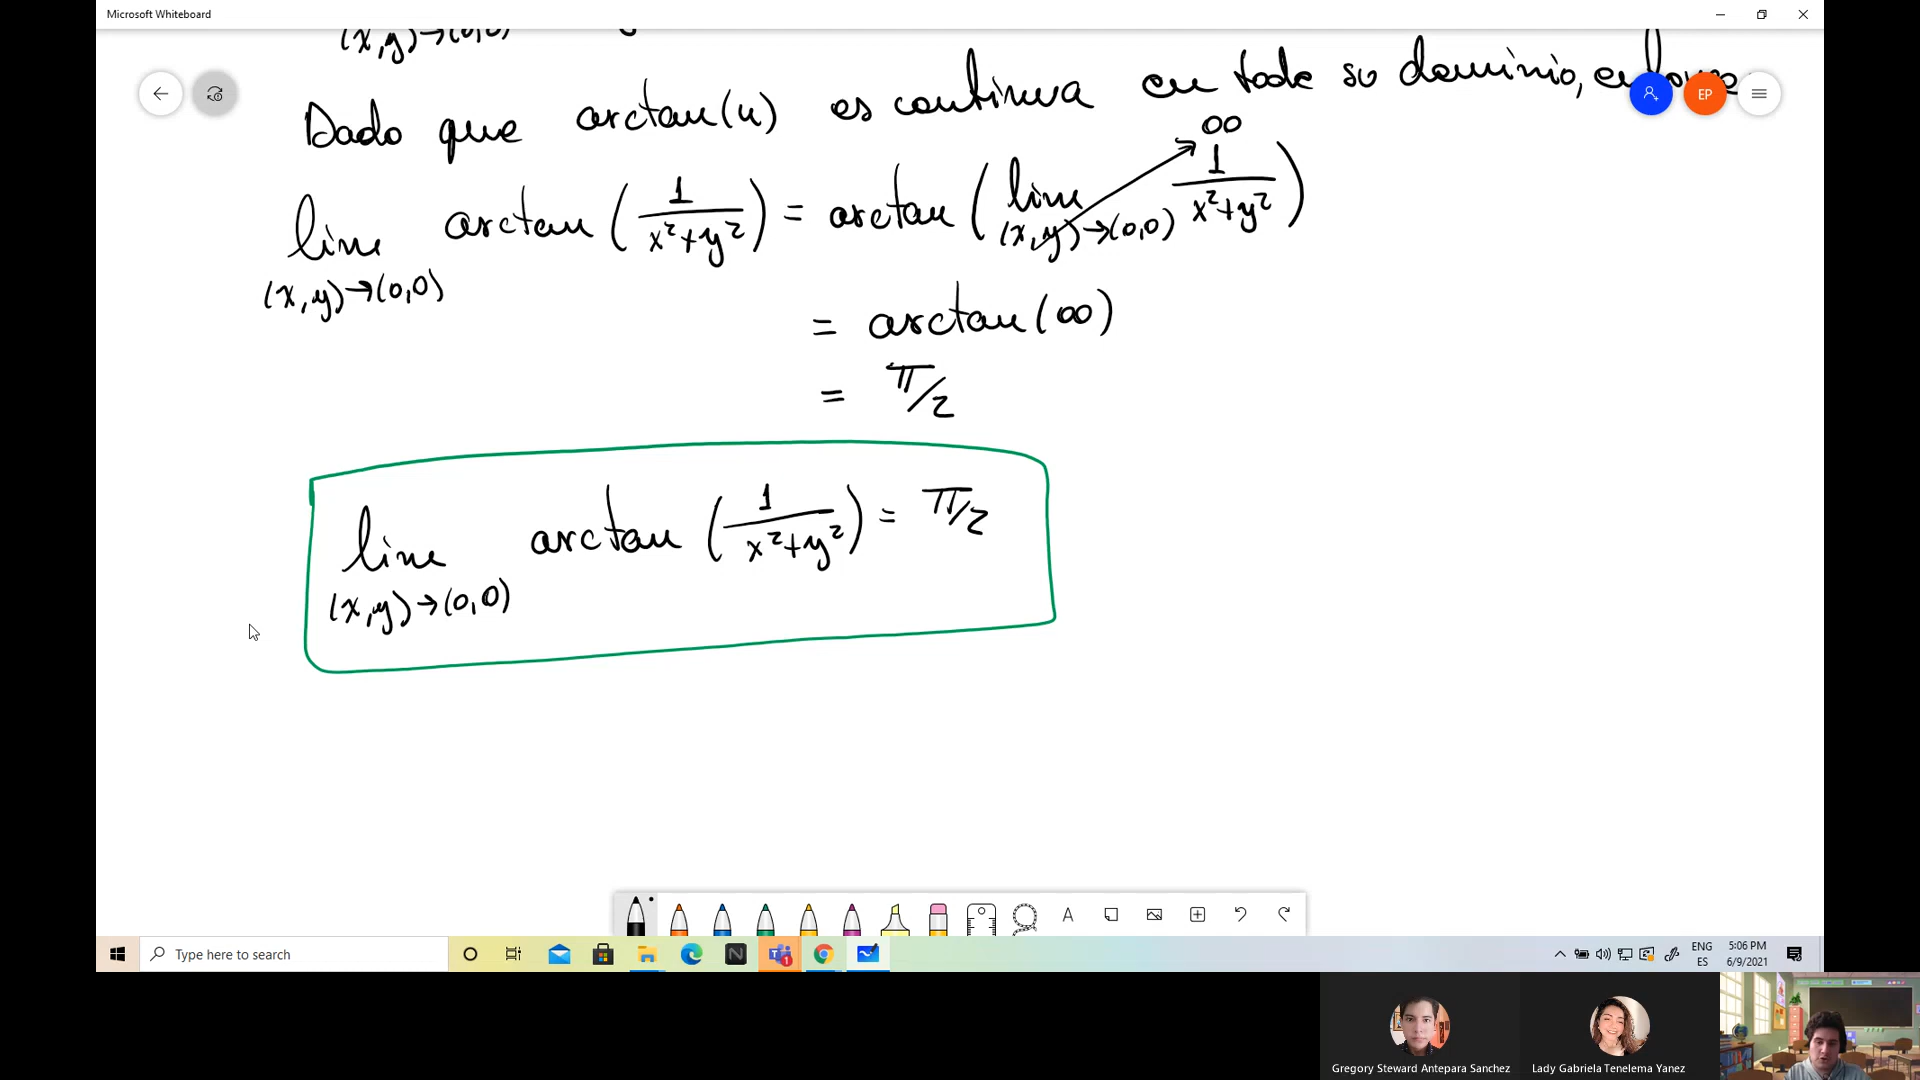 Microsoft Whiteboard
(x,y)→(0,0)
Dado que arctan(u) es continua en todo su dominio, entonces
EP
lim arctan(1/(x²+y²)) = arctan(lim 1/(x²+y²))
∞
(x,y)→(0,0)
(x,y)→(0,0)
= arctan(∞)
= π/2
lim arctan(1/(x²+y²)) = π/2
(x,y)→(0,0)
A
Type here to search
N
1
ENG
ES
5:06 PM
6/9/2021
Gregory Steward Antepara Sanchez
Lady Gabriela Tenelema Yanez